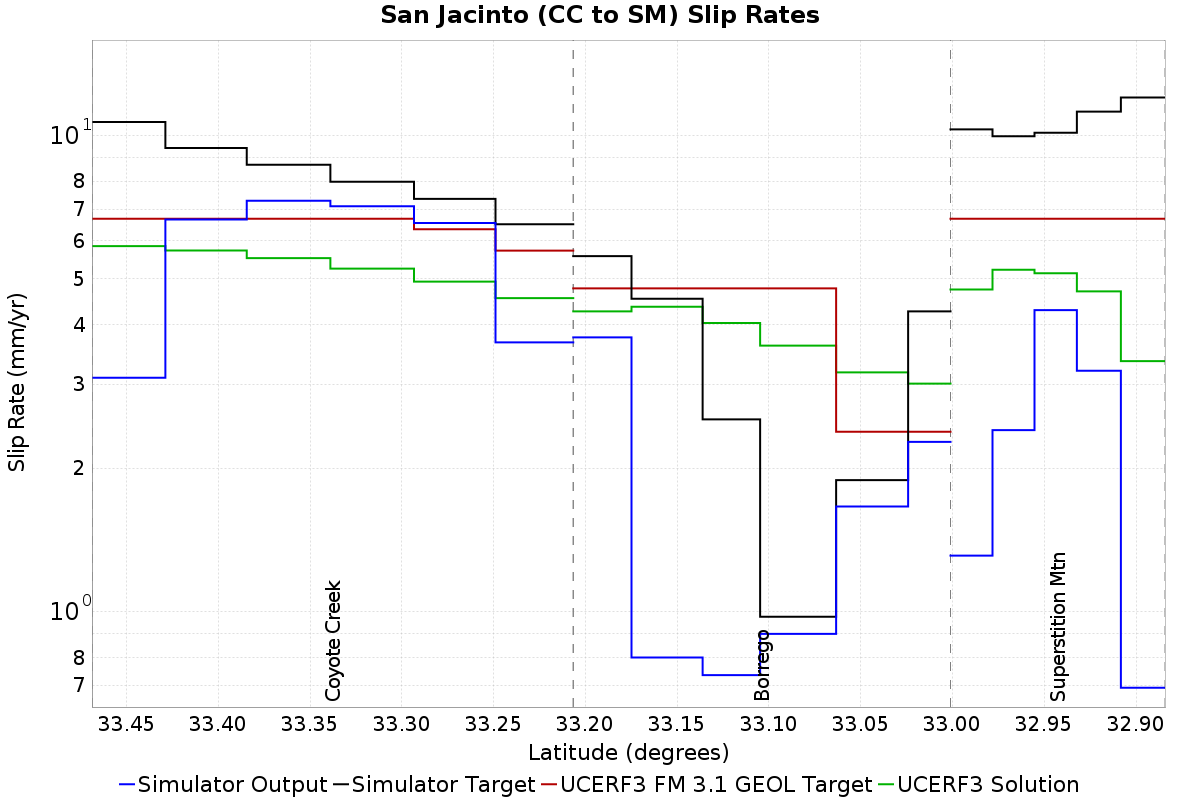 San Jacinto (CC to SM) Slip Rates
Slip Rate (mm/yr)
10^1
8
7
6
5
4
3
2
10^0
8
7
Coyote Creek
Borrego
Superstition Mtn
33.45 33.40 33.35 33.30 33.25 33.20 33.15 33.10 33.05 33.00 32.95 32.90
Latitude (degrees)
Simulator Output Simulator Target UCERF3 FM 3.1 GEOL Target UCERF3 Solution